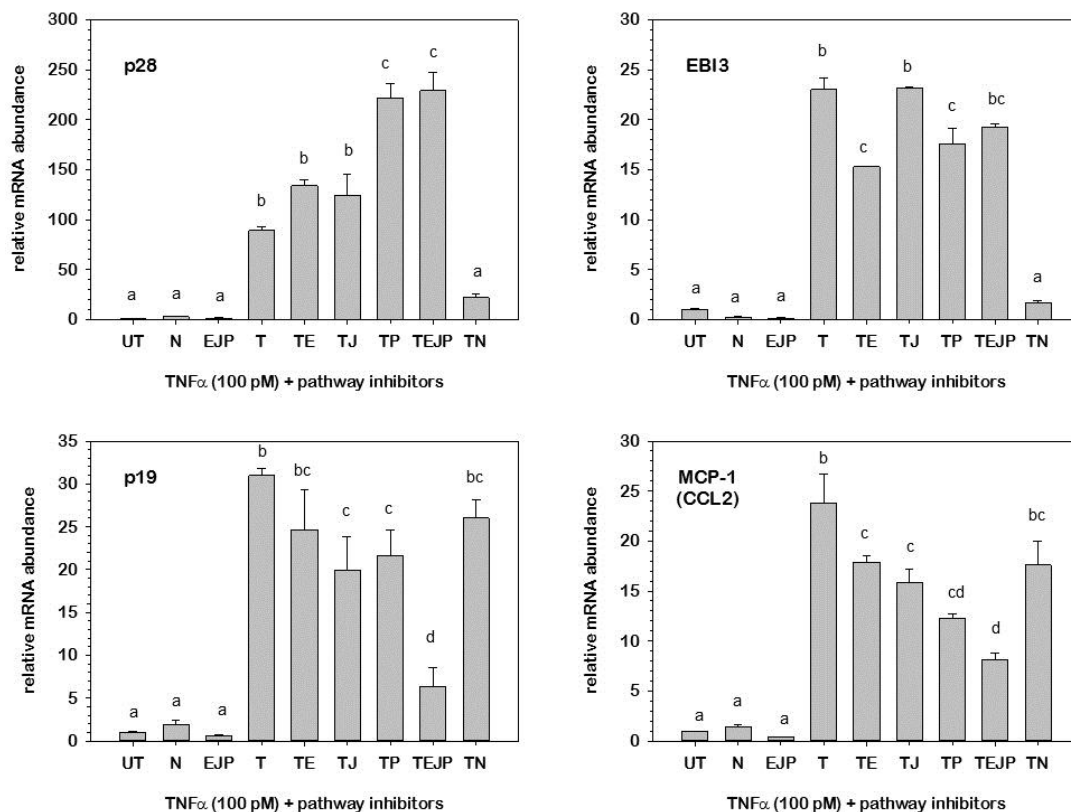 p28
relative mRNA abundance
300
250
200
150
100
50
0
a a a b b b c c a
UT N EJP T TE TJ TP TEJP TN
TNFα (100 pM) + pathway inhibitors
EBI3
relative mRNA abundance
30
25
20
15
10
5
0
a a a b c b c bc a
UT N EJP T TE TJ TP TEJP TN
TNFα (100 pM) + pathway inhibitors
p19
relative mRNA abundance
35
30
25
20
15
10
5
0
a a a b bc c c d bc
UT N EJP T TE TJ TP TEJP TN
TNFα (100 pM) + pathway inhibitors
MCP-1
(CCL2)
relative mRNA abundance
30
25
20
15
10
5
0
a a a b c c cd d bc
UT N EJP T TE TJ TP TEJP TN
TNFα (100 pM) + pathway inhibitors